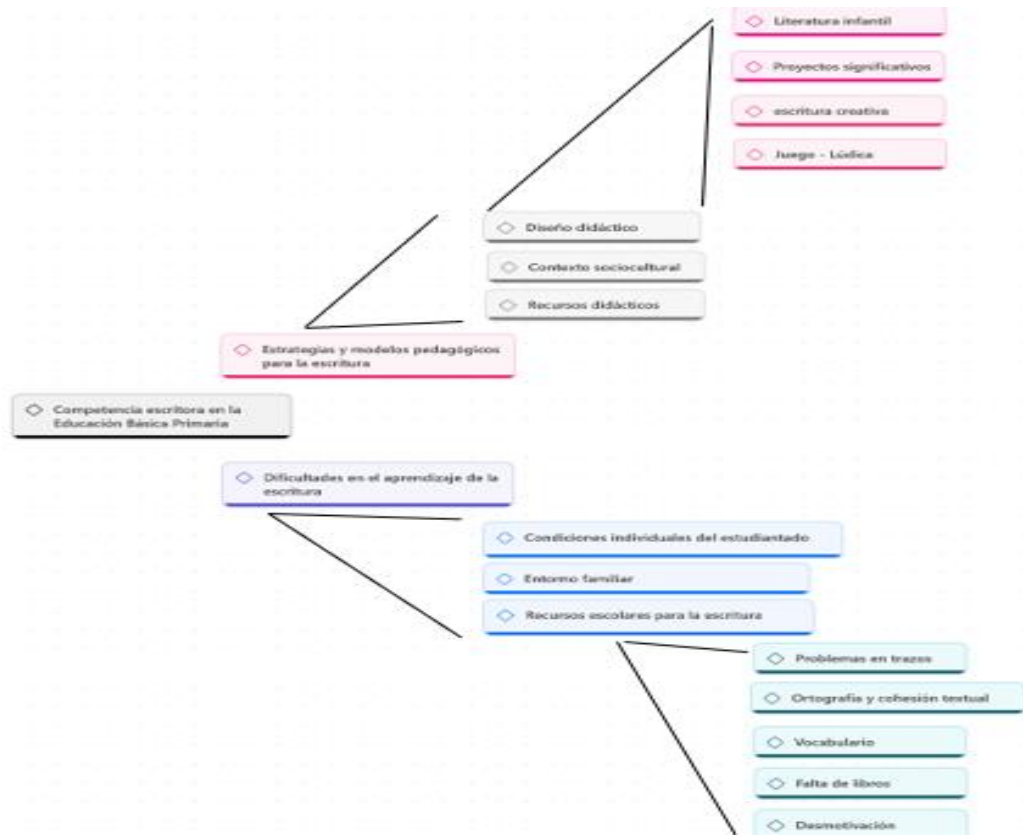 Literatura infantil
Proyectos significativos
escritura creativa
Juego - Lúdica
Diseño didáctico
Contexto sociocultural
Recursos didácticos
Estrategias y modelos pedagógicos
para la escritura
Competencia escritora en la
Educación Básica Primaria
Dificultades en el aprendizaje de la
escritura
Condiciones individuales del estudiantado
Entorno familiar
Recursos escolares para la escritura
Problemas en trazos
Ortografía y cohesión textual
Vocabulario
Falta de libros
Desmotivación